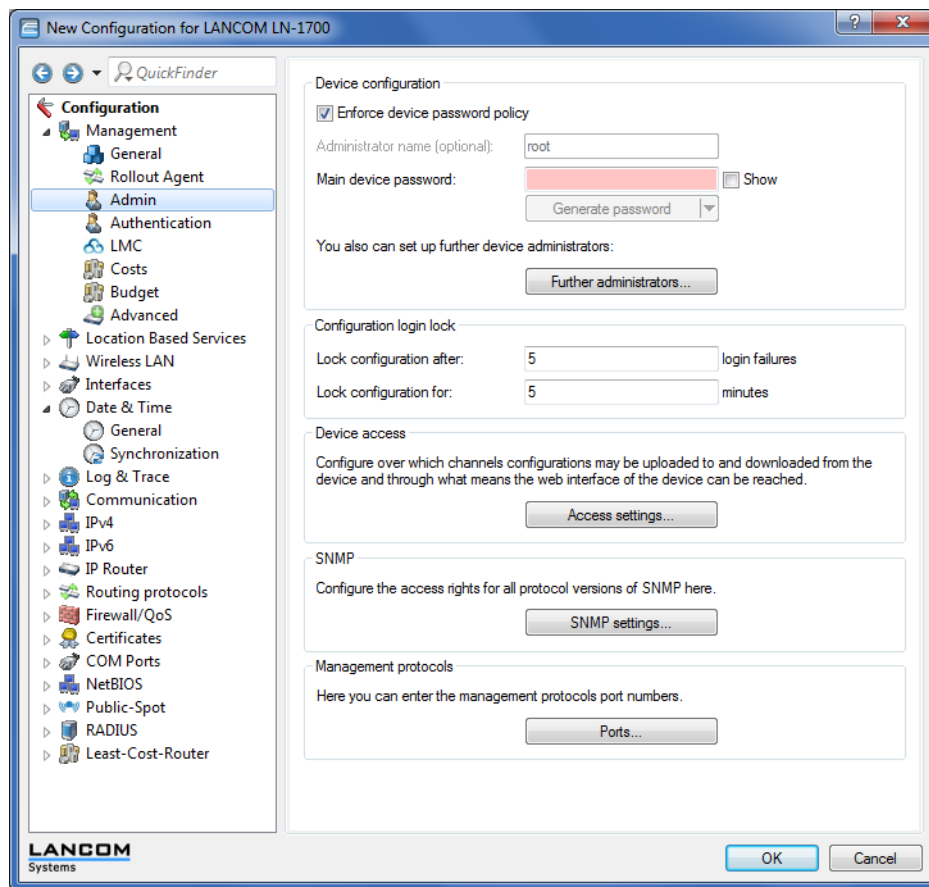 New Configuration for LANCOM LN-1700
?
X
QuickFinder
Configuration
Management
General
Rollout Agent
Admin
Authentication
LMC
Costs
Budget
Advanced
Location Based Services
Wireless LAN
Interfaces
Date & Time
General
Synchronization
Log & Trace
Communication
IPv4
IPv6
IP Router
Routing protocols
Firewall/QoS
Certificates
COM Ports
NetBIOS
Public-Spot
RADIUS
Least-Cost-Router
Device configuration
Enforce device password policy
Administrator name (optional): root
Main device password: Show
Generate password
You also can set up further device administrators:
Further administrators...
Configuration login lock
Lock configuration after: 5 login failures
Lock configuration for: 5 minutes
Device access
Configure over which channels configurations may be uploaded to and downloaded from the
device and through what means the web interface of the device can be reached.
Access settings...
SNMP
Configure the access rights for all protocol versions of SNMP here.
SNMP settings...
Management protocols
Here you can enter the management protocols port numbers.
Ports...
LANCOM
Systems
OK Cancel